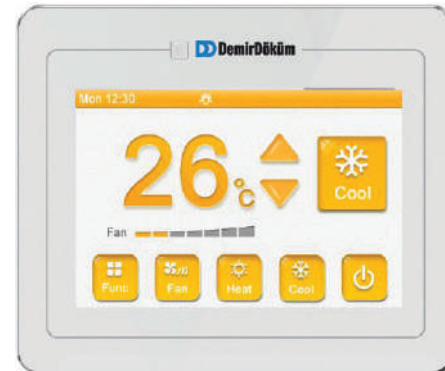 DemirDöküm
Mon 12:30
26°C
Cool
Fan
Func Fan Heat Cool